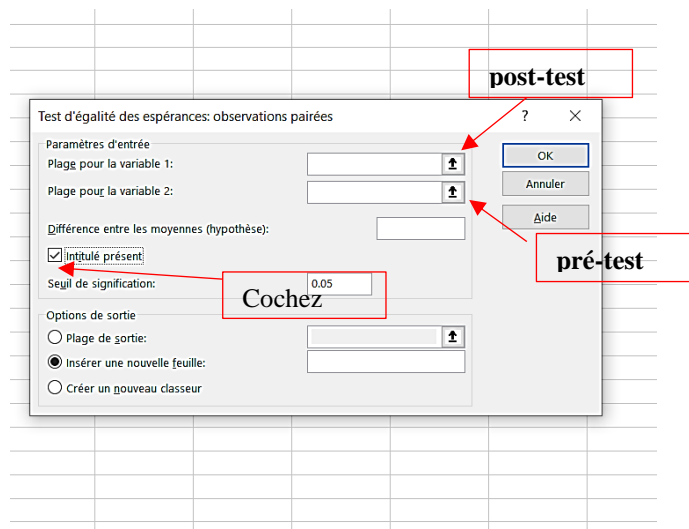 post-test
Test d'égalité des espérances: observations pairées ? ×
Paramètres d'entrée
Plage pour la variable 1:
OK
Plage pour la variable 2:
Annuler
Différence entre les moyennes (hypothèse):
Aide
Intitulé présent
pré-test
Seuil de signification: 0.05
Cochez
Options de sortie
Plage de sortie:
Insérer une nouvelle feuille:
Créer un nouveau classeur